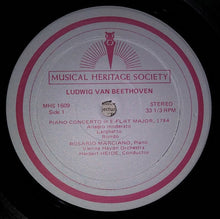 MUSICAL HERITAGE SOCIETY
LUDWIG VAN BEETHOVEN
MHS 1609
Side 1
STEREO
33 1/3 RPM
PIANO CONCERTO in E FLAT MAJOR, 1784
Allegro moderato
Larghetto
Rondo
ROSARIO MARCIANO, Piano
Vienna Haydn Orchestra
Herbert HEIDE, Conductor